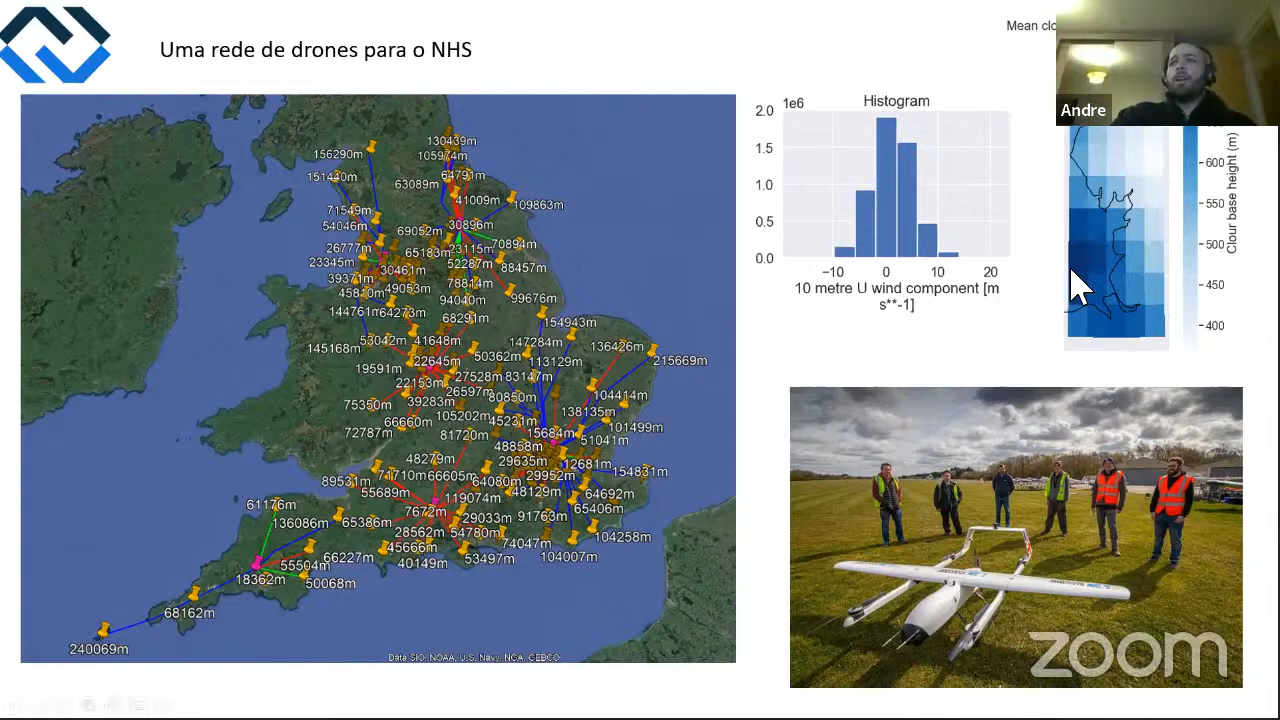 Uma rede de drones para o NHS
Mean clo
Andre
156290m
130439m
105974m
151440m
64791m
63089m
41009m
109863m
71549m
54046m
30896m
69052m
26777m
70894m
65183m
23115m
23345m
52287m
88457m
30461m
39371m
78814m
49053m
45810m
94040m
99676m
144761m
64273m
68291m
154943m
53042m
41648m
147284m
136426m
145168m
50362m
113129m
215669m
22645m
19591m
27528m
83147m
22153m
26597m
104414m
39283m
80850m
75350m
138135m
105202m
45231m
66660m
101499m
72787m
81720m
15684m
51041m
48858m
48279m
29635m
12681m
154831m
71710m
66605m
29952m
89531m
64080m
55689m
48129m
64692m
119074m
61176m
7672m
65406m
136086m
65386m
29033m
91763m
28562m
54780m
104258m
45666m
74047m
66227m
53497m
104007m
55504m
40149m
18362m
50068m
68162m
240069m
Data SIO, NOAA, U.S. Navy, NGA, GEBCO
1e6
Histogram
2.0
1.5
1.0
0.5
0.0
−10
0
10
20
10 metre U wind component [m
s**-1]
600
550
500
450
400
Clour base height (m)
zoom